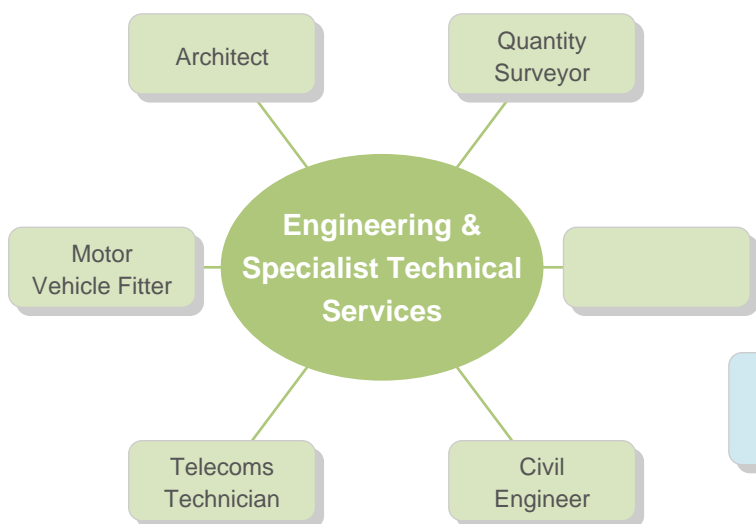 Architect
Quantity
Surveyor
Engineering &
Specialist Technical
Services
Motor
Vehicle Fitter
Telecoms
Technician
Civil
Engineer